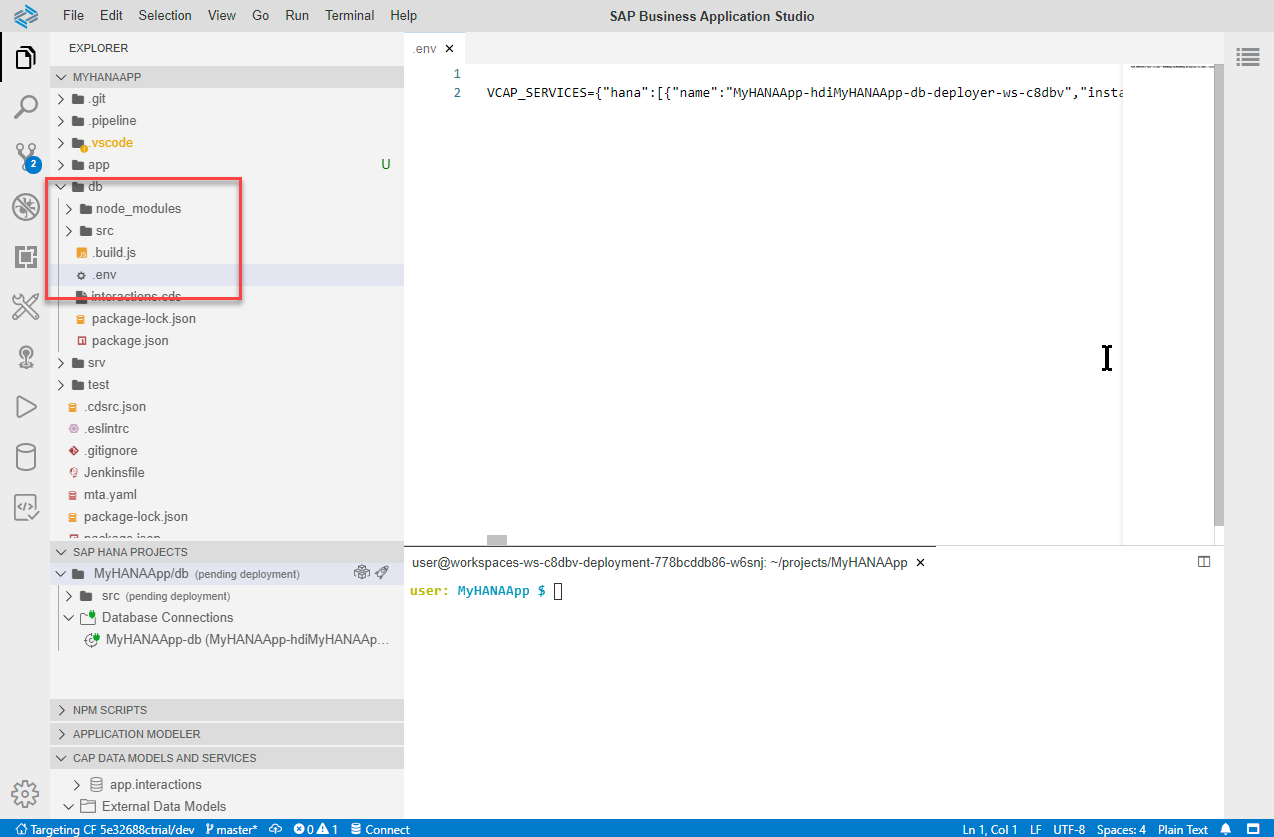 File Edit Selection View Go Run Terminal Help
SAP Business Application Studio
EXPLORER
MYHANAAPP
.git
.pipeline
.vscode
app U
db
node_modules
src
.build.js
.env
interactions.cds
package-lock.json
package.json
srv
test
.cdsrc.json
.eslintrc
.gitignore
Jenkinsfile
mta.yaml
package-lock.json
package.json
SAP HANA PROJECTS
MyHANAApp/db (pending deployment)
src (pending deployment)
Database Connections
MyHANAApp-db (MyHANAApp-hdiMyHANAAp...
NPM SCRIPTS
APPLICATION MODELER
CAP DATA MODELS AND SERVICES
app.interactions
External Data Models
2
.env
1
2 VCAP_SERVICES={"hana":[{"name":"MyHANAApp-hdiMyHANAApp-db-deployer-ws-c8dbv","insta
user@workspaces-ws-c8dbv-deployment-778bcddb86-w6snj: ~/projects/MyHANAApp
user: MyHANAApp $
Targeting CF 5e32688ctrial/dev master* 0 1 Connect Ln 1, Col 1 LF UTF-8 Spaces: 4 Plain Text